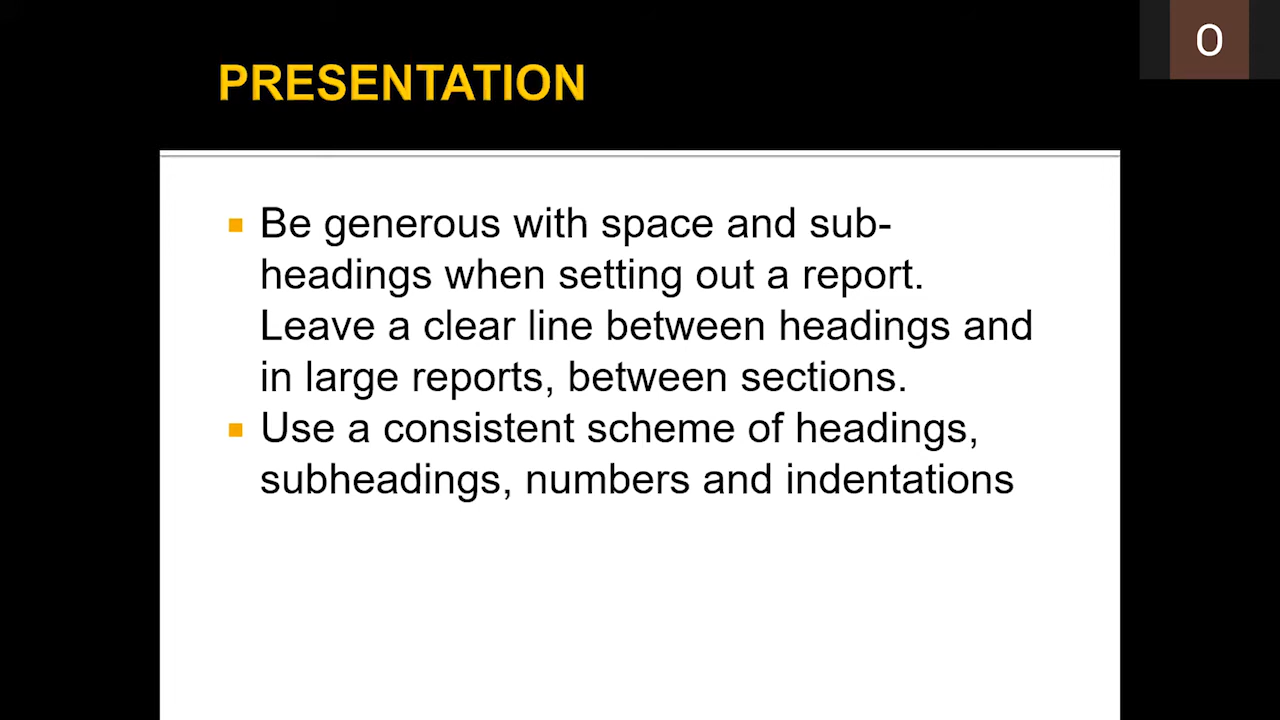 O
PRESENTATION
Be generous with space and sub-
headings when setting out a report.
Leave a clear line between headings and
in large reports, between sections.
Use a consistent scheme of headings,
subheadings, numbers and indentations